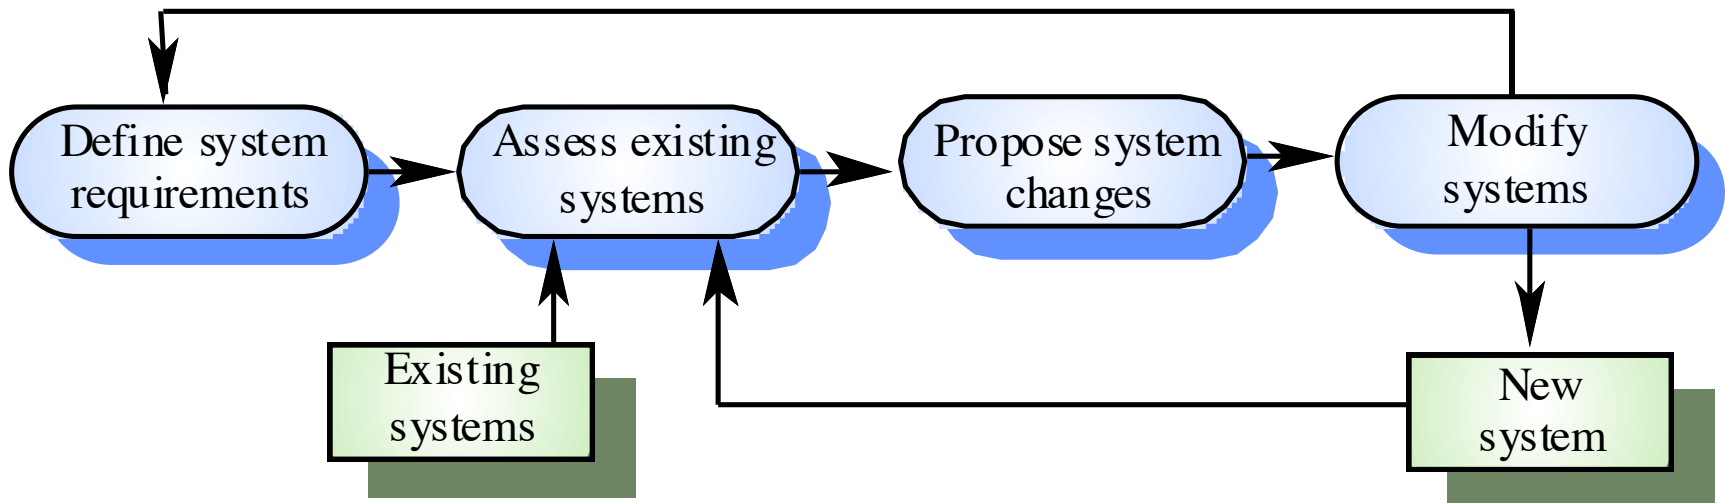 Define system
requirements
Assess existing
systems
Propose system
changes
Modify
systems
Existing
systems
New
system